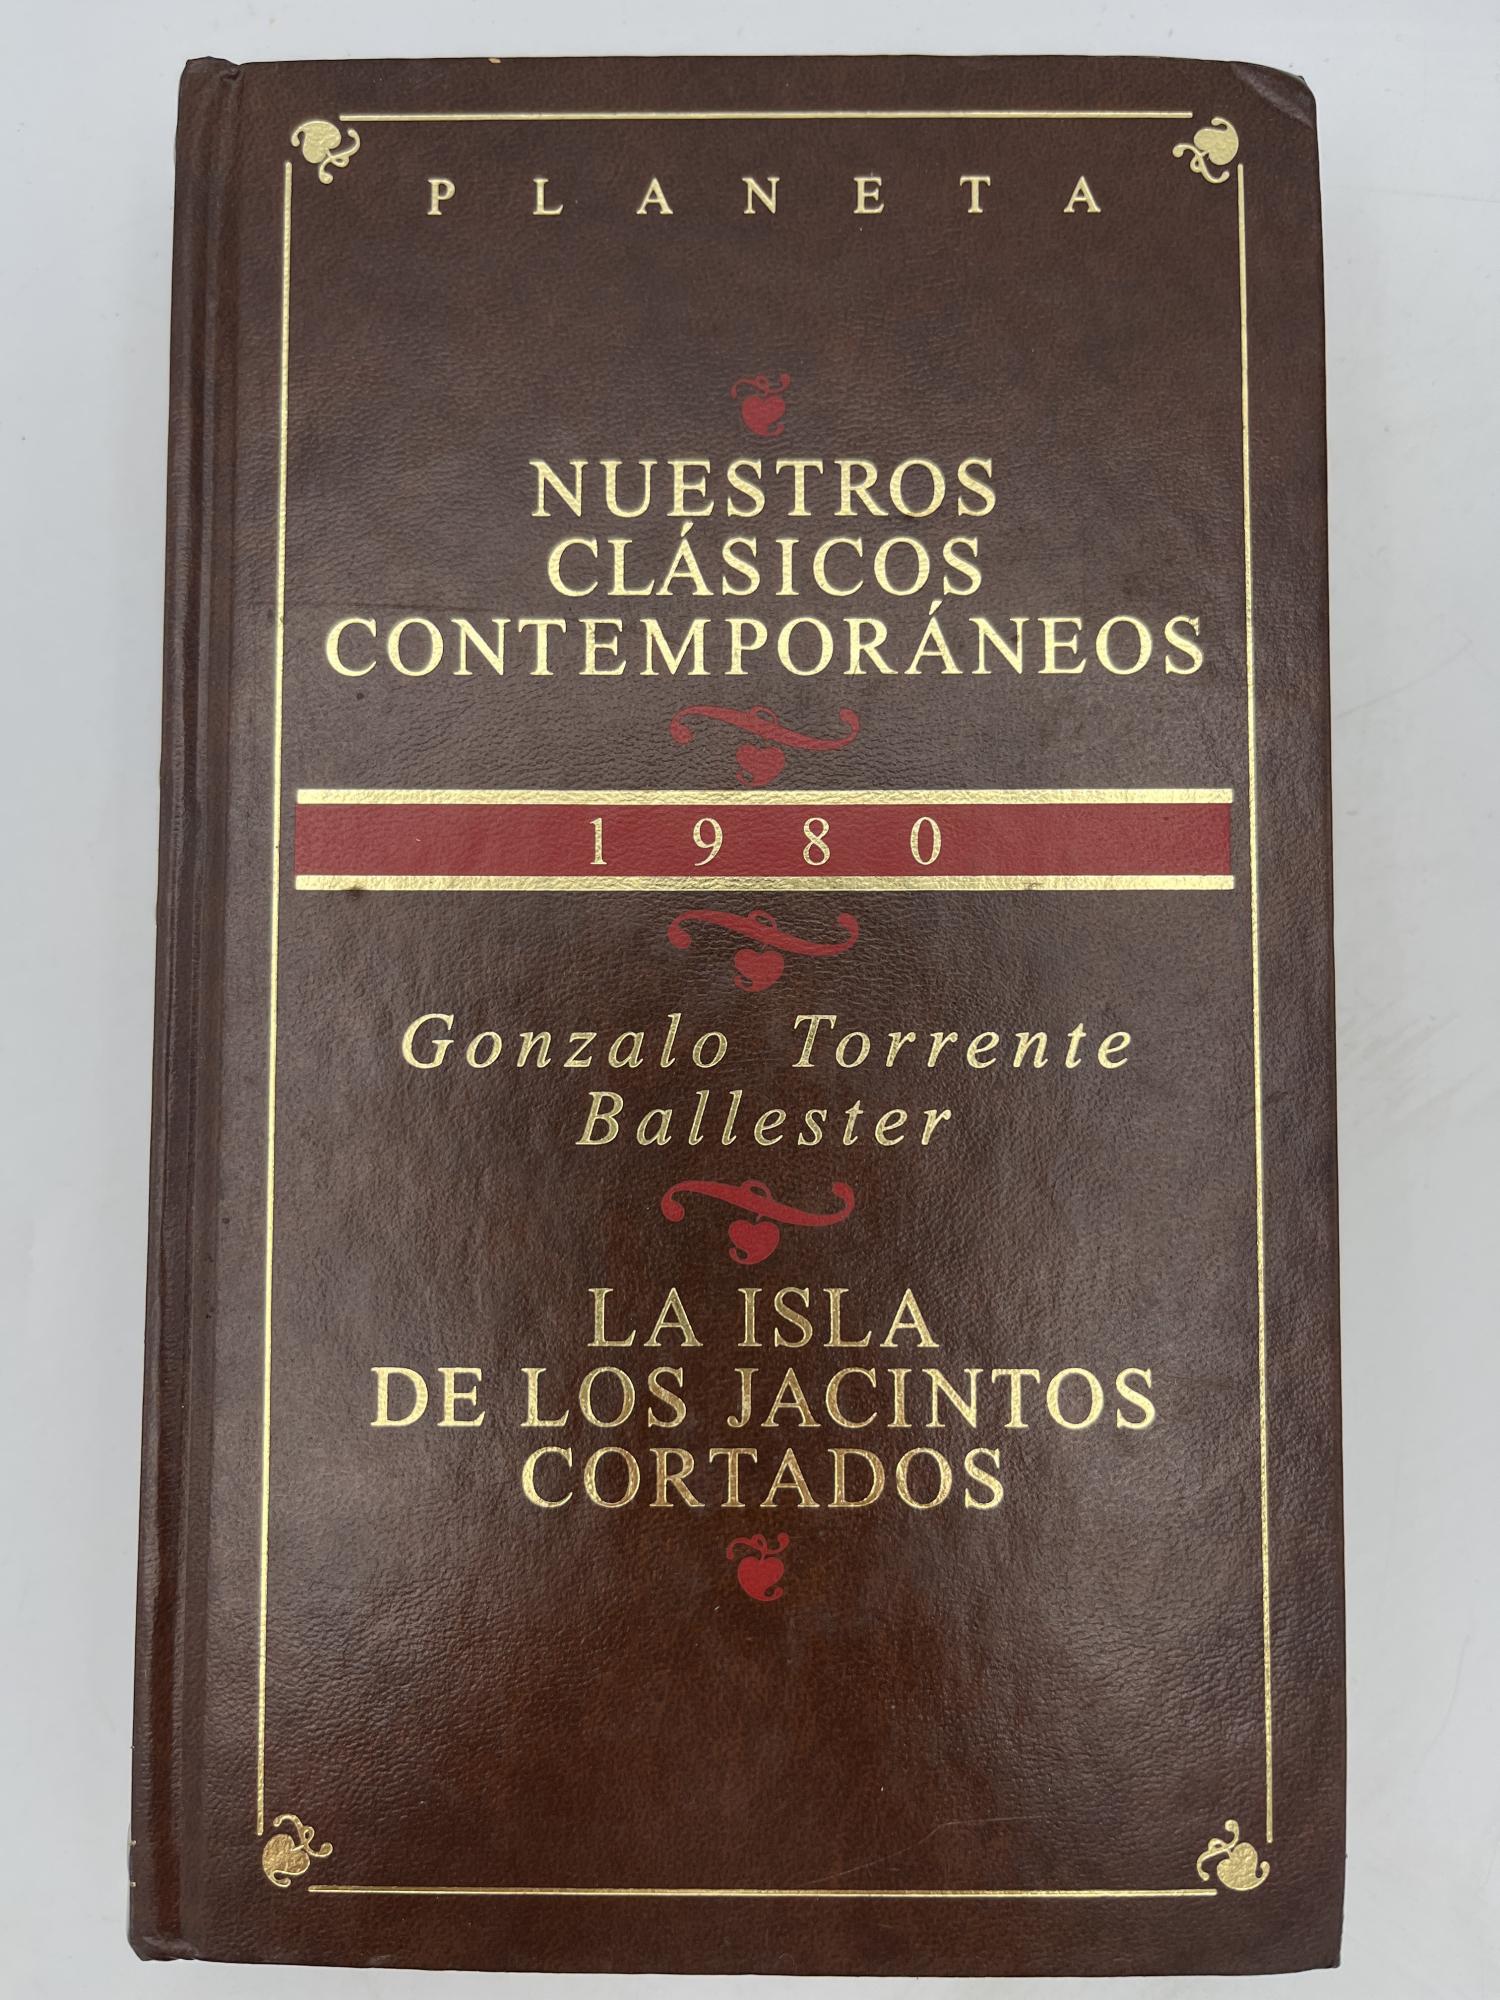 PLANETA
NUESTROS
CLÁSICOS
CONTEMPORÁNEOS
1980
Gonzalo Torrente
Ballester
LA ISLA
DE LOS JACINTOS
CORTADOS